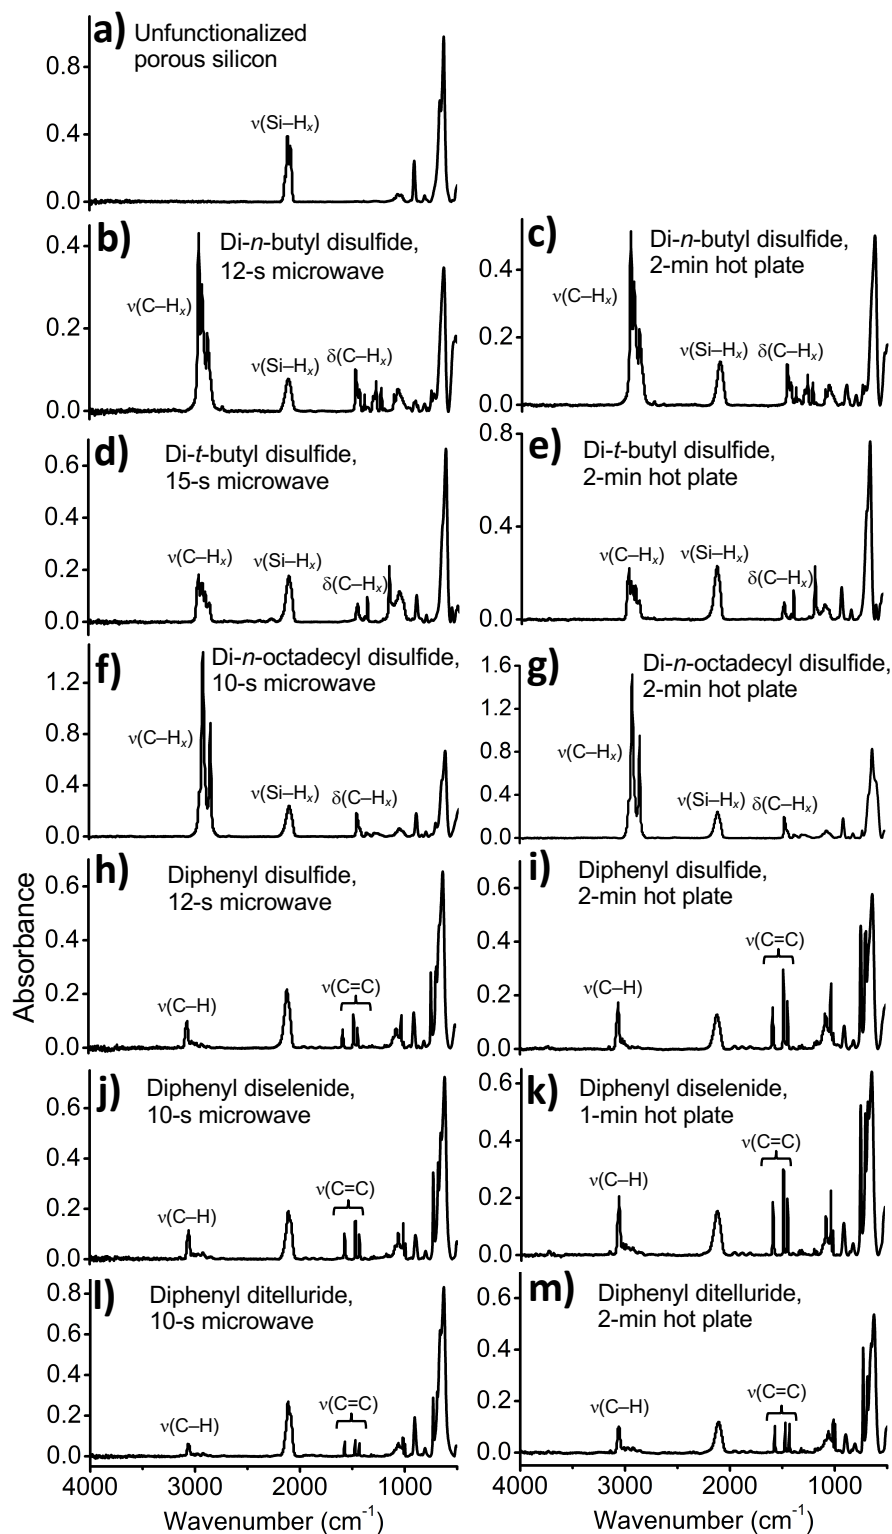 a) Unfunctionalized
porous silicon
0.8
0.4
0.0
ν(Si–Hₓ)
b) Di-n-butyl disulfide,
12-s microwave
0.4
0.2
0.0
ν(C–Hₓ)
ν(Si–Hₓ)
δ(C–Hₓ)
c) Di-n-butyl disulfide,
2-min hot plate
0.4
0.2
0.0
ν(C–Hₓ)
ν(Si–Hₓ)
δ(C–Hₓ)
d) Di-t-butyl disulfide,
15-s microwave
0.6
0.4
0.2
0.0
ν(C–Hₓ)
ν(Si–Hₓ)
δ(C–Hₓ)
e) Di-t-butyl disulfide,
2-min hot plate
0.8
0.4
0.0
ν(C–Hₓ)
ν(Si–Hₓ)
δ(C–Hₓ)
f) Di-n-octadecyl disulfide,
10-s microwave
1.2
0.8
0.4
0.0
ν(C–Hₓ)
ν(Si–Hₓ)
δ(C–Hₓ)
g) Di-n-octadecyl disulfide,
2-min hot plate
1.6
1.2
0.8
0.4
0.0
ν(C–Hₓ)
ν(Si–Hₓ)
δ(C–Hₓ)
Absorbance
h) Diphenyl disulfide,
12-s microwave
0.6
0.4
0.2
0.0
ν(C–H)
ν(C=C)
i) Diphenyl disulfide,
2-min hot plate
0.6
0.4
0.2
0.0
ν(C–H)
ν(C=C)
j) Diphenyl diselenide,
10-s microwave
0.6
0.4
0.2
0.0
ν(C–H)
ν(C=C)
k) Diphenyl diselenide,
1-min hot plate
0.6
0.4
0.2
0.0
ν(C–H)
ν(C=C)
l) Diphenyl ditelluride,
10-s microwave
0.8
0.6
0.4
0.2
0.0
ν(C–H)
ν(C=C)
4000 3000 2000 1000
Wavenumber (cm⁻¹)
m) Diphenyl ditelluride,
2-min hot plate
0.6
0.4
0.2
0.0
ν(C–H)
ν(C=C)
4000 3000 2000 1000
Wavenumber (cm⁻¹)